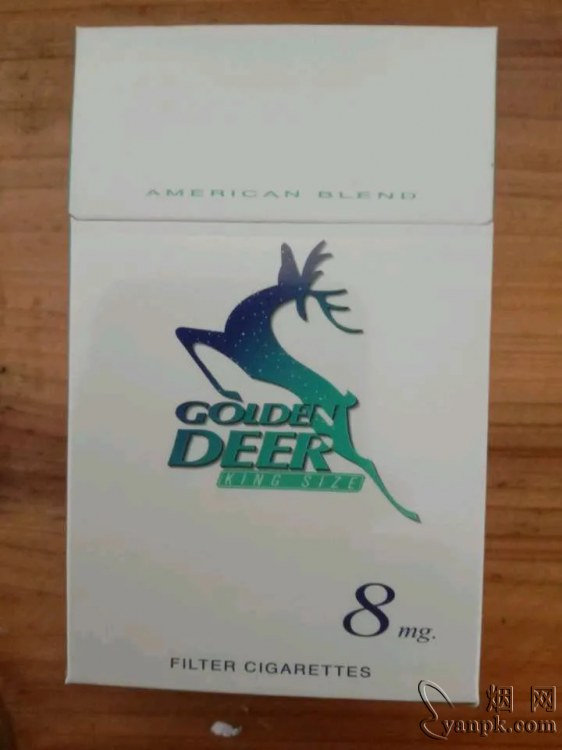 AMERICAN BLEND
GOLDEN
DEER
KING SIZE
8 mg.
FILTER CIGARETTES
烟网
yanpk.com